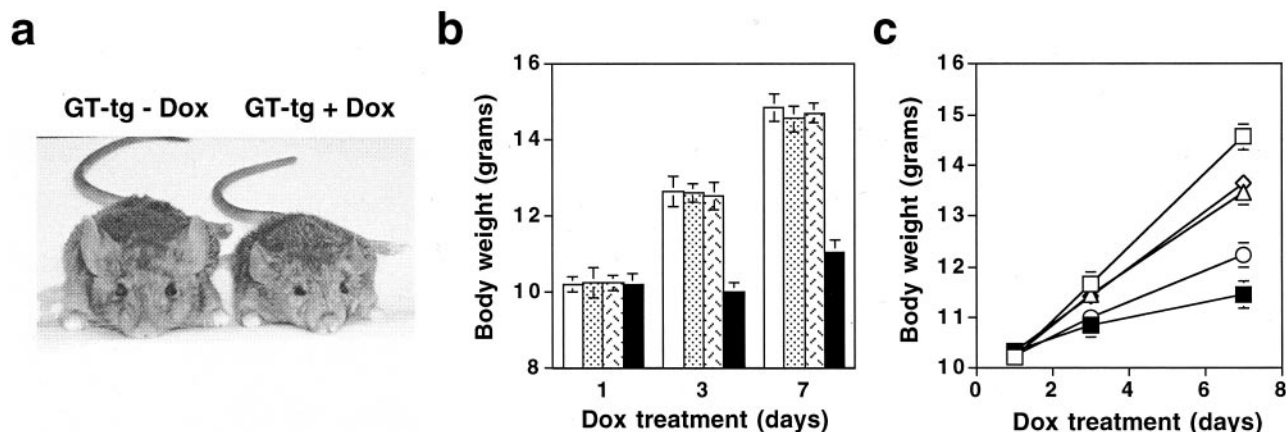 a
GT-tg - Dox GT-tg + Dox
b
Body weight (grams)
16
14
12
10
8
1 3 7
Dox treatment (days)
c
Body weight (grams)
16
15
14
13
12
11
10
0 2 4 6 8
Dox treatment (days)